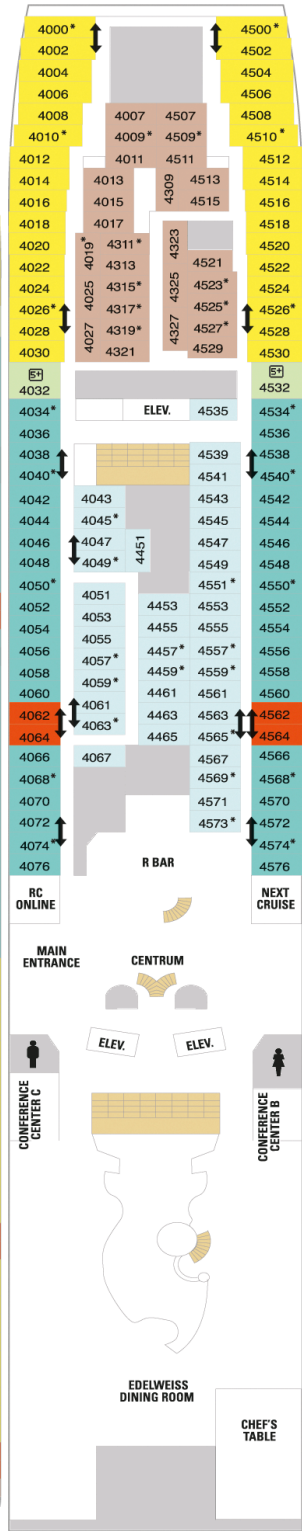 4000* 4500*
4002 4502
4004 4504
4006 4506
4008 4007 4507 4508
4010* 4009* 4509* 4510*
4012 4011 4511 4512
4014 4013 4309 4513 4514
4016 4015 4515 4516
4018 4017 4518
4020 4019* 4311* 4323 4520
4022 4313 4521 4522
4024 4025 4315* 4325 4523* 4524
4026* 4317* 4525* 4526*
4028 4027 4319* 4327 4527* 4528
4030 4321 4529 4530
5+ 5+
4032 4532
4034* ELEV. 4535 4534*
4036 4536
4038 4539 4538
4040* 4541 4540*
4042 4043 4543 4542
4044 4045* 4545 4544
4046 4047 4451 4547 4546
4048 4049* 4549 4548
4050* 4551* 4550*
4052 4051 4453 4553 4552
4054 4053 4455 4555 4554
4056 4055 4457* 4557* 4556
4058 4057* 4459* 4559* 4558
4060 4059* 4461 4561 4560
4062 4061 4463 4563 4562
4064 4063* 4465 4565* 4564
4066 4067 4567 4566
4068* 4569* 4568*
4070 4571 4570
4072 4573* 4572
4074* 4574*
4076 R BAR 4576
RC
ONLINE
NEXT
CRUISE
MAIN
ENTRANCE
CENTRUM
ELEV. ELEV.
CONFERENCE
CENTER C
CONFERENCE
CENTER B
EDELWEISS
DINING ROOM
CHEF'S
TABLE